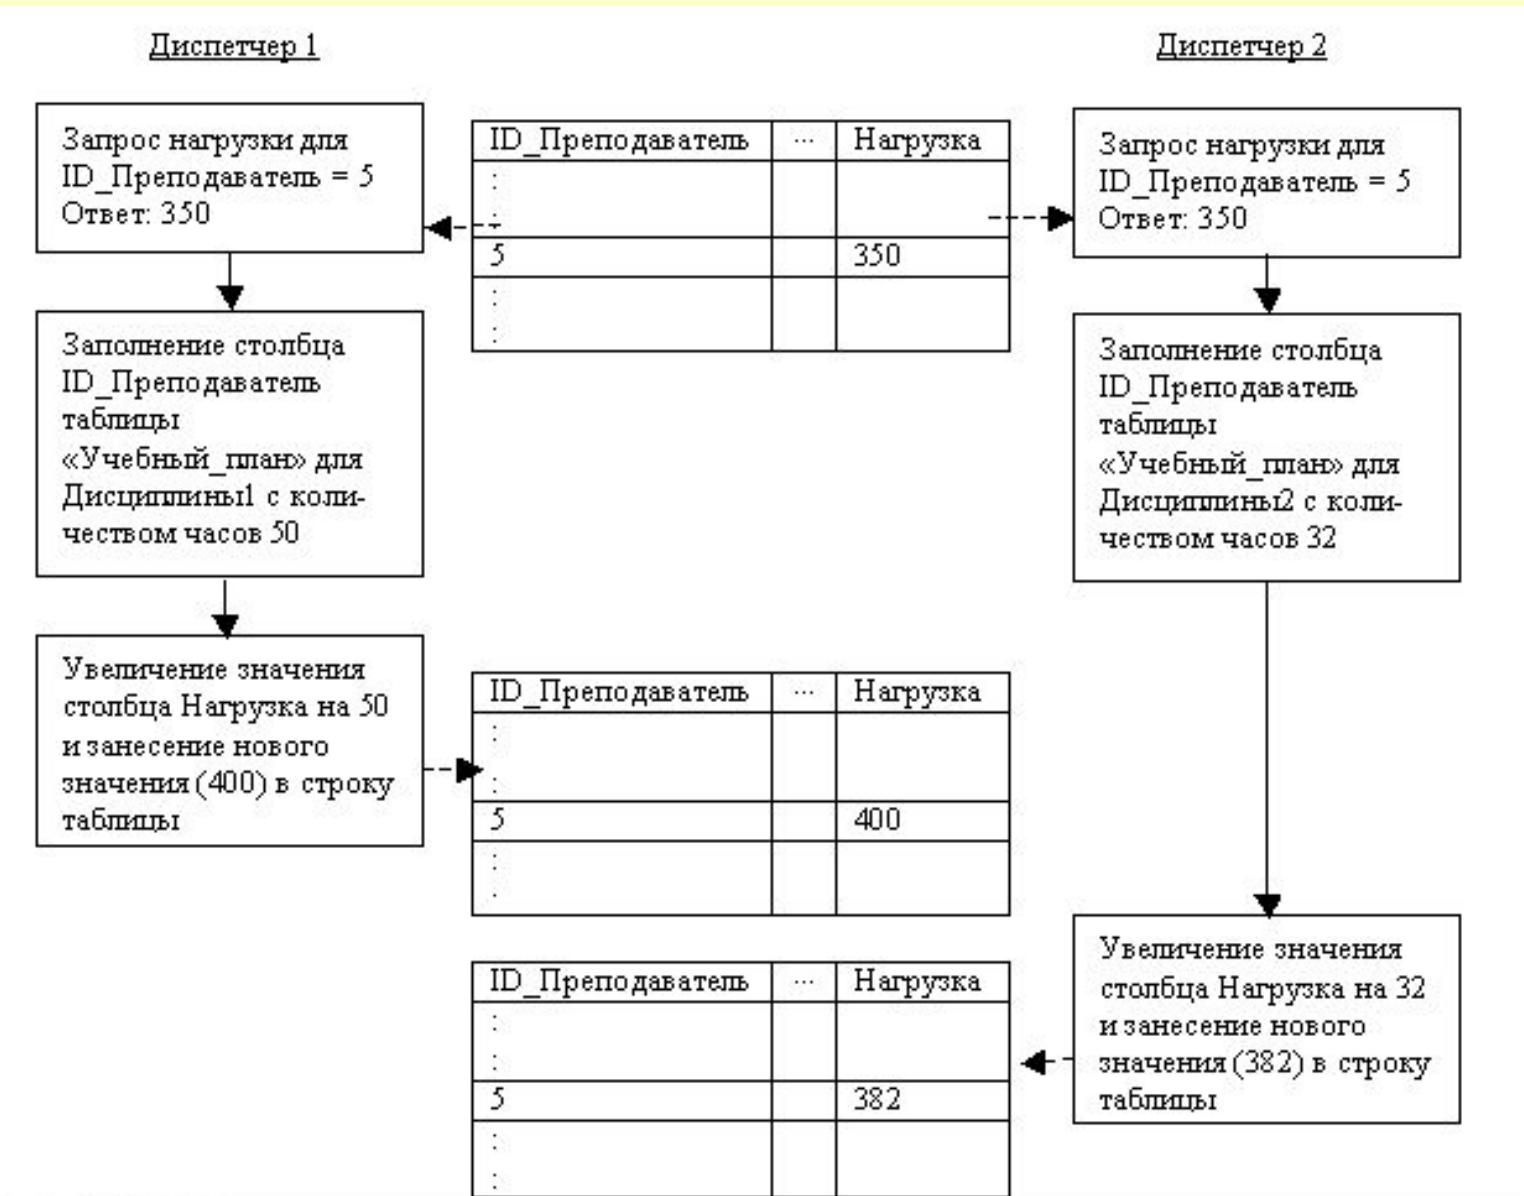 Диспетчер 1
Диспетчер 2
Запрос нагрузки для
ID_Преподаватель = 5
Ответ: 350
ID_Преподаватель ... Нагрузка
:
:
5 350
:
:
Запрос нагрузки для
ID_Преподаватель = 5
Ответ: 350
Заполнение столбца
ID_Преподаватель
таблицы
«Учебный_план» для
Дисциплины1 с коли-
чеством часов 50
Заполнение столбца
ID_Преподаватель
таблицы
«Учебный_план» для
Дисциплины2 с коли-
чеством часов 32
Увеличение значения
столбца Нагрузка на 50
и занесение нового
значения (400) в строку
таблицы
ID_Преподаватель ... Нагрузка
:
:
5 400
:
.
ID_Преподаватель ... Нагрузка
:
:
5 382
:
:
Увеличение значения
столбца Нагрузка на 32
и занесение нового
значения (382) в строку
таблицы